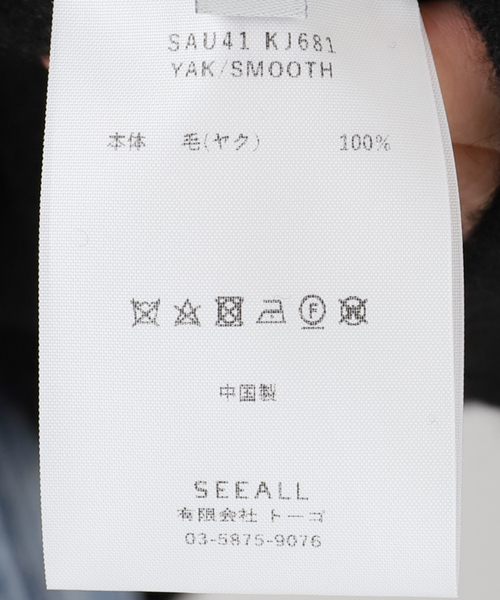 SAU41 KJ681
YAK/SMOOTH
本体 毛(ヤク) 100%
中国製
SEEALL
有限会社 トーゴ
03-5875-9076